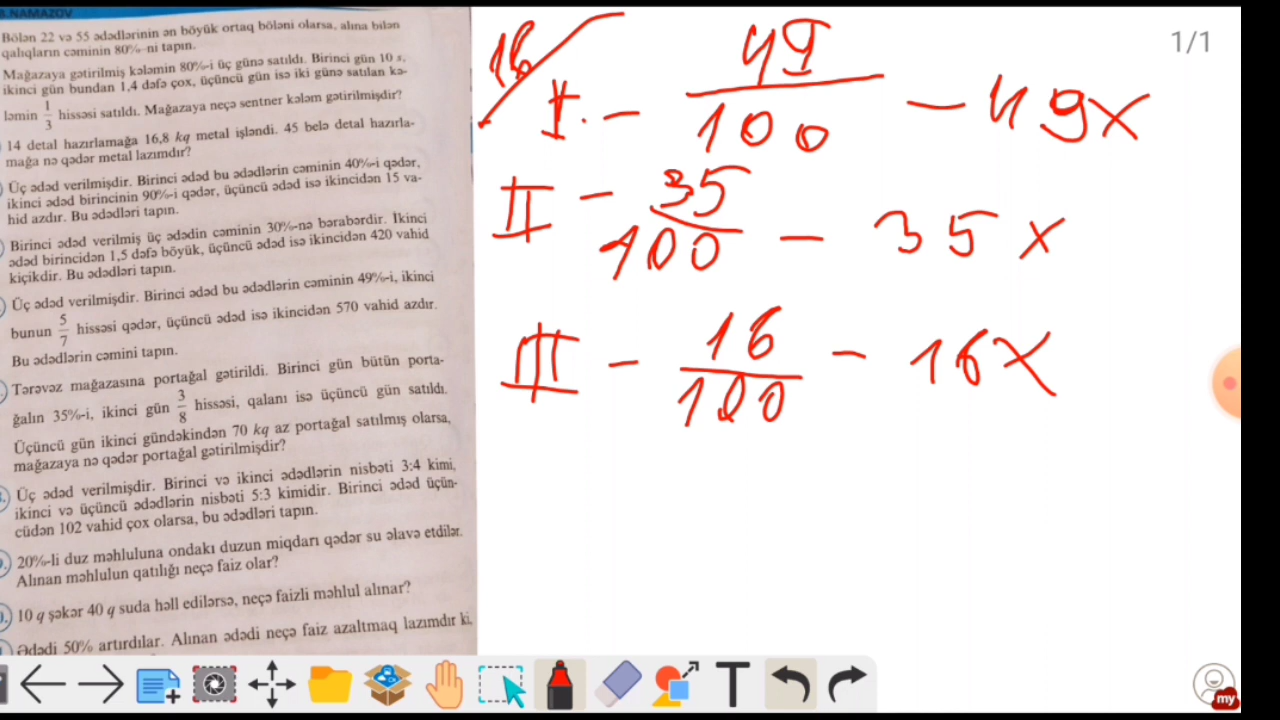 B.NAMAZOV
Bölən 22 və 55 ədədlərinin ən böyük ortaq böləni olarsa, alına bilən
qalıqların cəminin 80%-ni tapın.
Mağazaya gətirilmiş kələmin 80%-i üç günə satıldı. Birinci gün 10 s,
ikinci gün bundan 1,4 dəfə çox, üçüncü gün isə iki günə satılan kə-
ləmin 1/3 hissəsi satıldı. Mağazaya neçə sentner kələm gətirilmişdir?
14 detal hazırlamağa 16,8 kq metal işləndi. 45 belə detal hazırla-
mağa nə qədər metal lazımdır?
Üç ədəd verilmişdir. Birinci ədəd bu ədədlərin cəminin 40%-i qədər,
ikinci ədəd birincinin 90%-i qədər, üçüncü ədəd isə ikincidən 15 va-
hid azdır. Bu ədədləri tapın.
Birinci ədəd verilmiş üç ədədin cəminin 30%-nə bərabərdir. İkinci
ədəd birincidən 1,5 dəfə böyük, üçüncü ədəd isə ikincidən 420 vahid
kiçikdir. Bu ədədləri tapın.
Üç ədəd verilmişdir. Birinci ədəd bu ədədlərin cəminin 49%-i, ikinci
bunun 5/7 hissəsi qədər, üçüncü ədəd isə ikincidən 570 vahid azdır.
Bu ədədlərin cəmini tapın.
Tərəvəz mağazasına portağal gətirildi. Birinci gün bütün porta-
ğalın 35%-i, ikinci gün 3/8 hissəsi, qalanı isə üçüncü gün satıldı.
Üçüncü gün ikinci gündəkindən 70 kq az portağal satılmış olarsa,
mağazaya nə qədər portağal gətirilmişdir?
Üç ədəd verilmişdir. Birinci və ikinci ədədlərin nisbəti 3:4 kimi,
ikinci və üçüncü ədədlərin nisbəti 5:3 kimidir. Birinci ədəd üçün-
cüdən 102 vahid çox olarsa, bu ədədləri tapın.
20%-li duz məhluluna ondakı duzun miqdarı qədər su əlavə etdilər.
Alınan məhlulun qatılığı neçə faiz olar?
10 q şəkər 40 q suda həll edilərsə, neçə faizli məhlul alınar?
Ədədi 50% artırdılar. Alınan ədədi neçə faiz azaltmaq lazımdır ki,
16
I. - 49/100 - 49x
II - 35/100 - 35x
III - 16/100 - 16x
1/1
T
my